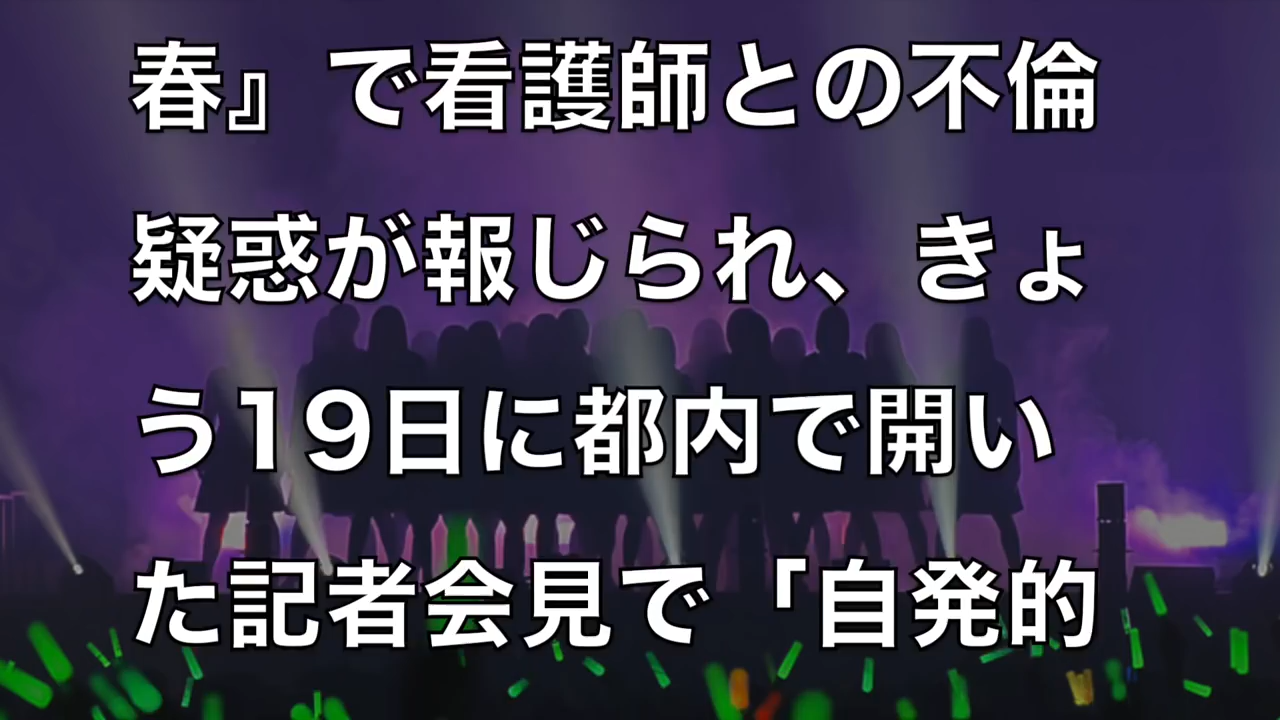 春』で看護師との不倫
疑惑が報じられ、きょ
う19日に都内で開い
た記者会見で「自発的